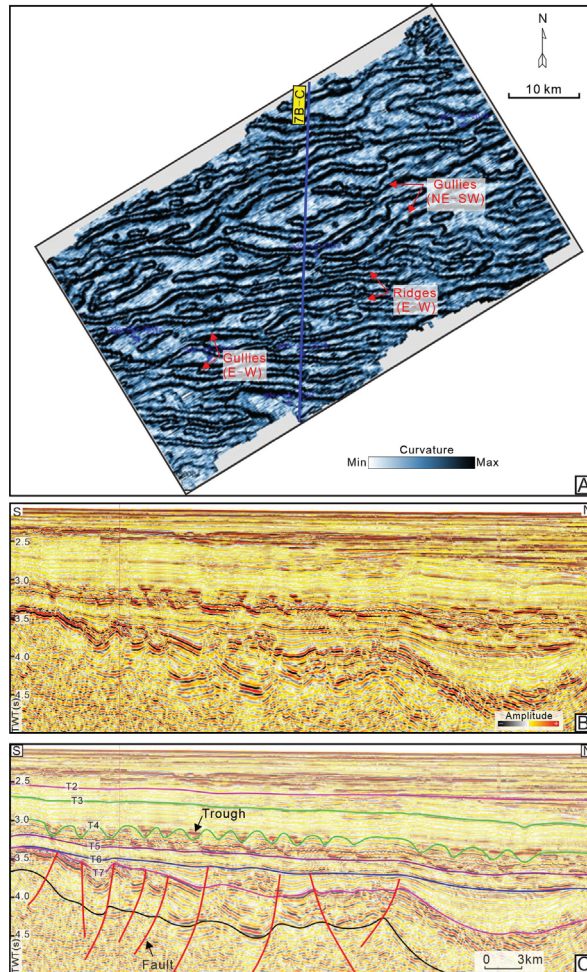 N
10 km
7B-C
Gullies
(NE-SW)
Ridges
(E-W)
Gullies
(E-W)
Curvature
Min
Max
A
S
N
2.5
3.0
3.5
4.0
4.5
TWT(s)
Amplitude
B
S
N
2.5
T2
T3
3.0
T4
Trough
T5
3.5
T6
T7
4.0
4.5
TWT(s)
Fault
0 3km
C